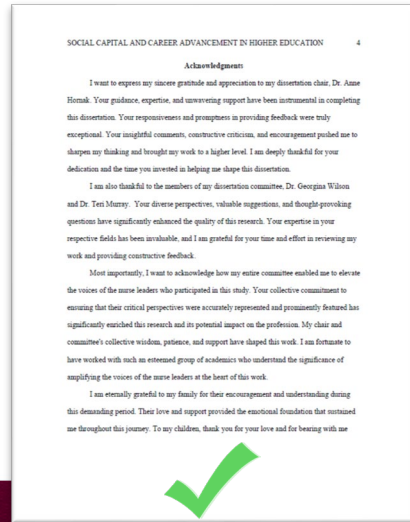 SOCIAL CAPITAL AND CAREER ADVANCEMENT IN HIGHER EDUCATION 4
Acknowledgments
I want to express my sincere gratitude and appreciation to my dissertation chair, Dr. Anne
Hornak. Your guidance, expertise, and unwavering support have been instrumental in completing
this dissertation. Your responsiveness and promptness in providing feedback were truly
exceptional. Your insightful comments, constructive criticism, and encouragement pushed me to
sharpen my thinking and brought my work to a higher level. I am deeply thankful for your
dedication and the time you invested in helping me shape this dissertation.
I am also thankful to the members of my dissertation committee, Dr. Georgina Wilson
and Dr. Teri Murray. Your diverse perspectives, valuable suggestions, and thought-provoking
questions have significantly enhanced the quality of this research. Your expertise in your
respective fields has been invaluable, and I am grateful for your time and effort in reviewing my
work and providing constructive feedback.
Most importantly, I want to acknowledge how my entire committee enabled me to elevate
the voices of the nurse leaders who participated in this study. Your collective commitment to
ensuring that their critical perspectives were accurately represented and prominently featured has
significantly enriched this research and its potential impact on the profession. My chair and
committee's collective wisdom, patience, and support have shaped this work. I am fortunate to
have worked with such an esteemed group of academics who understand the significance of
amplifying the voices of the nurse leaders at the heart of this work.
I am eternally grateful to my family for their encouragement and understanding during
this demanding period. Their love and support provided the emotional foundation that sustained
me throughout this journey. To my children, thank you for your love and for bearing with me